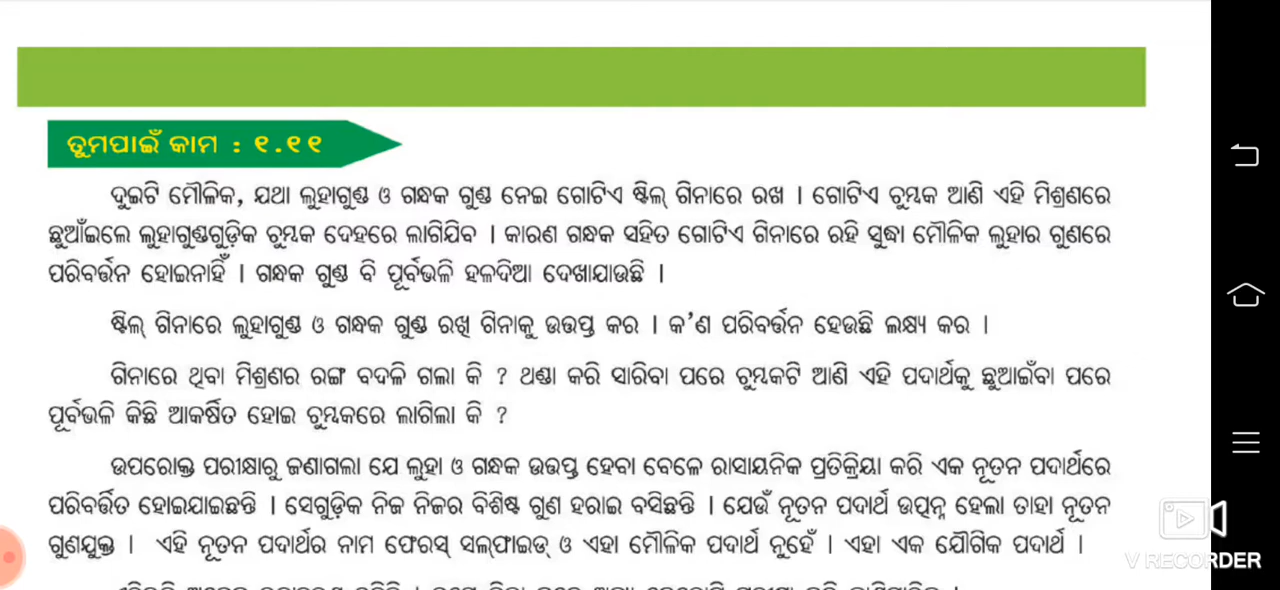 ତୁମପାଇଁ କାମ : ୧.୧୧
ଦୁଇଟି ମୌଳିକ, ଯଥା ଲୁହାଗୁଣ୍ଡ ଓ ଗନ୍ଧକ ଗୁଣ୍ଡ ନେଇ ଗୋଟିଏ ଷ୍ଟିଲ୍ ଗିନାରେ ରଖ । ଗୋଟିଏ ଚୁମ୍ବକ ଆଣି ଏହି ମିଶ୍ରଣରେ
ଛୁଆଁଇଲେ ଲୁହାଗୁଣ୍ଡଗୁଡ଼ିକ ଚୁମ୍ବକ ଦେହରେ ଲାଗିଯିବ । କାରଣ ଗନ୍ଧକ ସହିତ ଗୋଟିଏ ଗିନାରେ ରହି ସୁଦ୍ଧା ମୌଳିକ ଲୁହାର ଗୁଣରେ
ପରିବର୍ତ୍ତନ ହୋଇନାହିଁ । ଗନ୍ଧକ ଗୁଣ୍ଡ ବି ପୂର୍ବଭଳି ହଳଦିଆ ଦେଖାଯାଉଛି ।
ଷ୍ଟିଲ୍ ଗିନାରେ ଲୁହାଗୁଣ୍ଡ ଓ ଗନ୍ଧକ ଗୁଣ୍ଡ ରଖି ଗିନାକୁ ଉତ୍ତପ୍ତ କର । କ'ଣ ପରିବର୍ତ୍ତନ ହେଉଛି ଲକ୍ଷ୍ୟ କର ।
ଗିନାରେ ଥିବା ମିଶ୍ରଣର ରଙ୍ଗ ବଦଳି ଗଲା କି ? ଥଣ୍ଡା କରି ସାରିବା ପରେ ଚୁମ୍ବକଟି ଆଣି ଏହି ପଦାର୍ଥକୁ ଛୁଆଇଁବା ପରେ
ପୂର୍ବଭଳି କିଛି ଆକର୍ଷିତ ହୋଇ ଚୁମ୍ବକରେ ଲାଗିଲା କି ?
ଉପରୋକ୍ତ ପରୀକ୍ଷାରୁ ଜଣାଗଲା ଯେ ଲୁହା ଓ ଗନ୍ଧକ ଉତ୍ତପ୍ତ ହେବା ବେଳେ ରାସାୟନିକ ପ୍ରତିକ୍ରିୟା କରି ଏକ ନୂତନ ପଦାର୍ଥରେ
ପରିବର୍ତ୍ତିତ ହୋଇଯାଇଛନ୍ତି । ସେଗୁଡ଼ିକ ନିଜ ନିଜର ବିଶିଷ୍ଟ ଗୁଣ ହରାଇ ବସିଛନ୍ତି । ଯେଉଁ ନୂତନ ପଦାର୍ଥ ଉତ୍ପନ୍ନ ହେଲା ତାହା ନୂତନ
ଗୁଣଯୁକ୍ତ । ଏହି ନୂତନ ପଦାର୍ଥର ନାମ ଫେରସ୍ ସଲ୍‌ଫାଇଡ୍ ଓ ଏହା ମୌଳିକ ପଦାର୍ଥ ନୁହେଁ । ଏହା ଏକ ଯୌଗିକ ପଦାର୍ଥ ।
V RECORDER